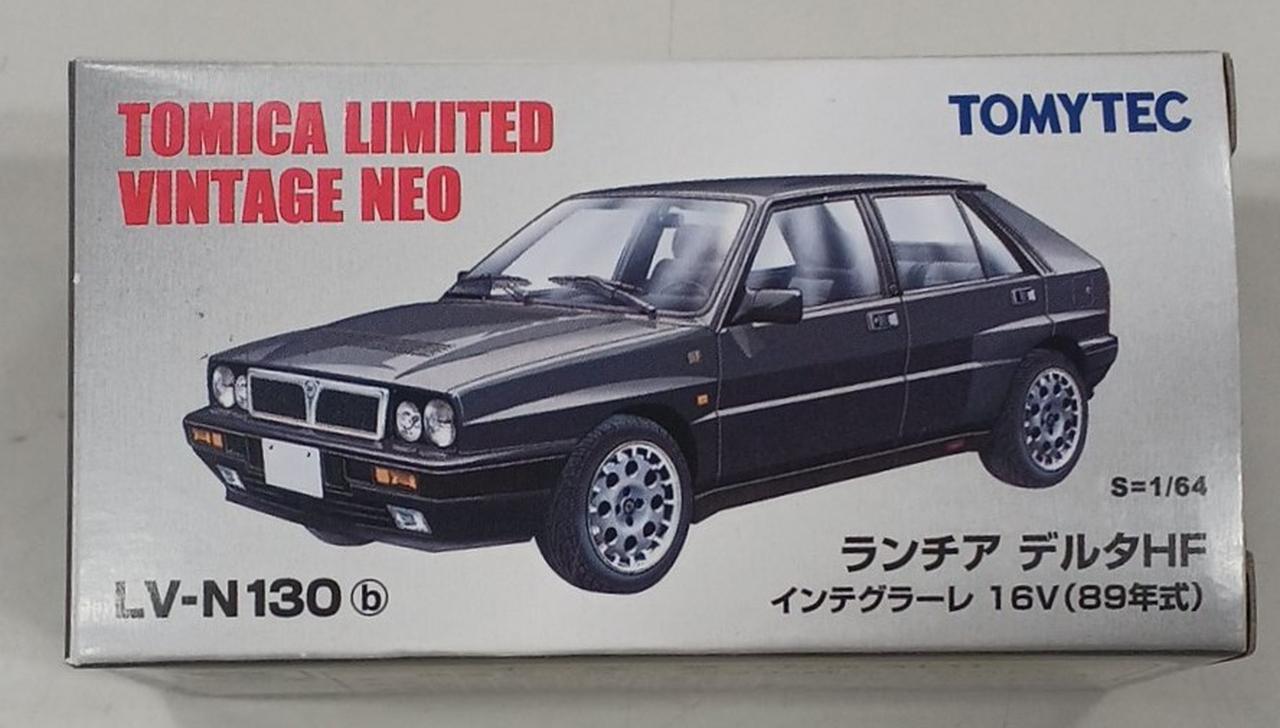 TOMICA LIMITED
VINTAGE NEO
TOMYTEC
S=1/64
ランチア デルタHF
インテグラーレ 16V(89年式)
LV-N130 ⓑ